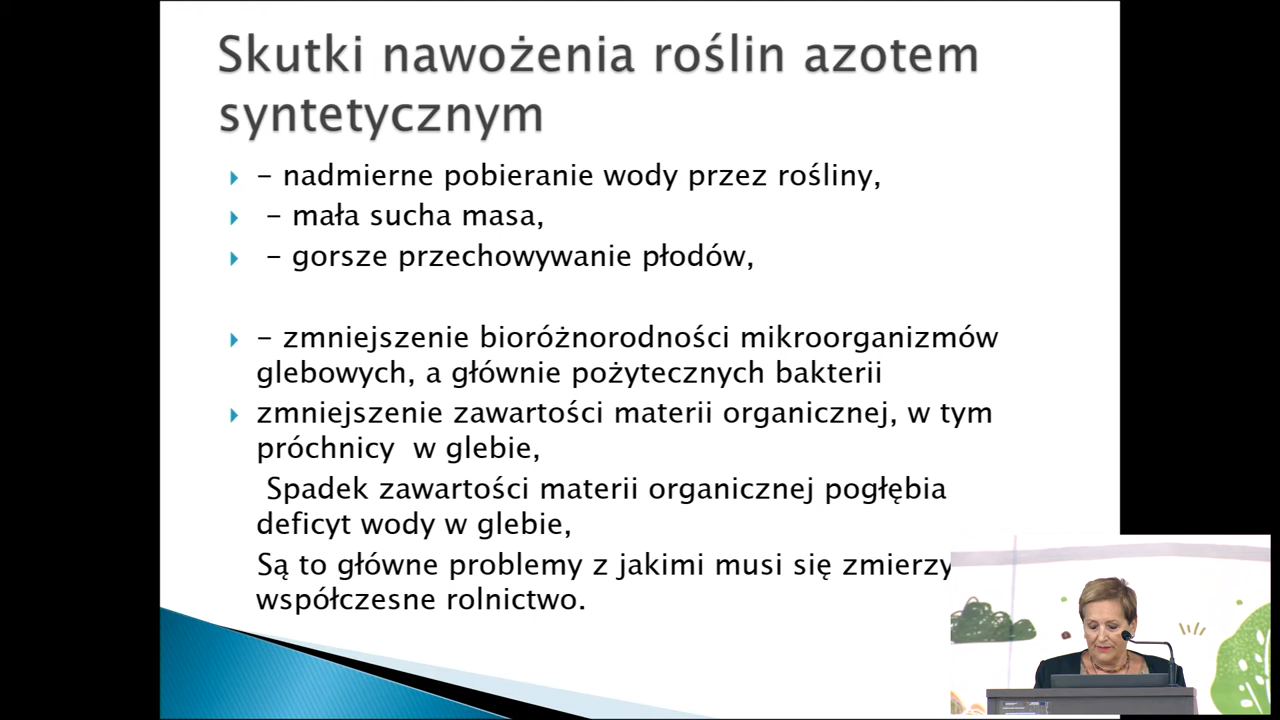 Skutki nawożenia roślin azotem
syntetycznym
– nadmierne pobieranie wody przez rośliny,
– mała sucha masa,
– gorsze przechowywanie płodów,
– zmniejszenie bioróżnorodności mikroorganizmów
glebowych, a głównie pożytecznych bakterii
zmniejszenie zawartości materii organicznej, w tym
próchnicy w glebie,
Spadek zawartości materii organicznej pogłębia
deficyt wody w glebie,
Są to główne problemy z jakimi musi się
współczesne rolnictwo.